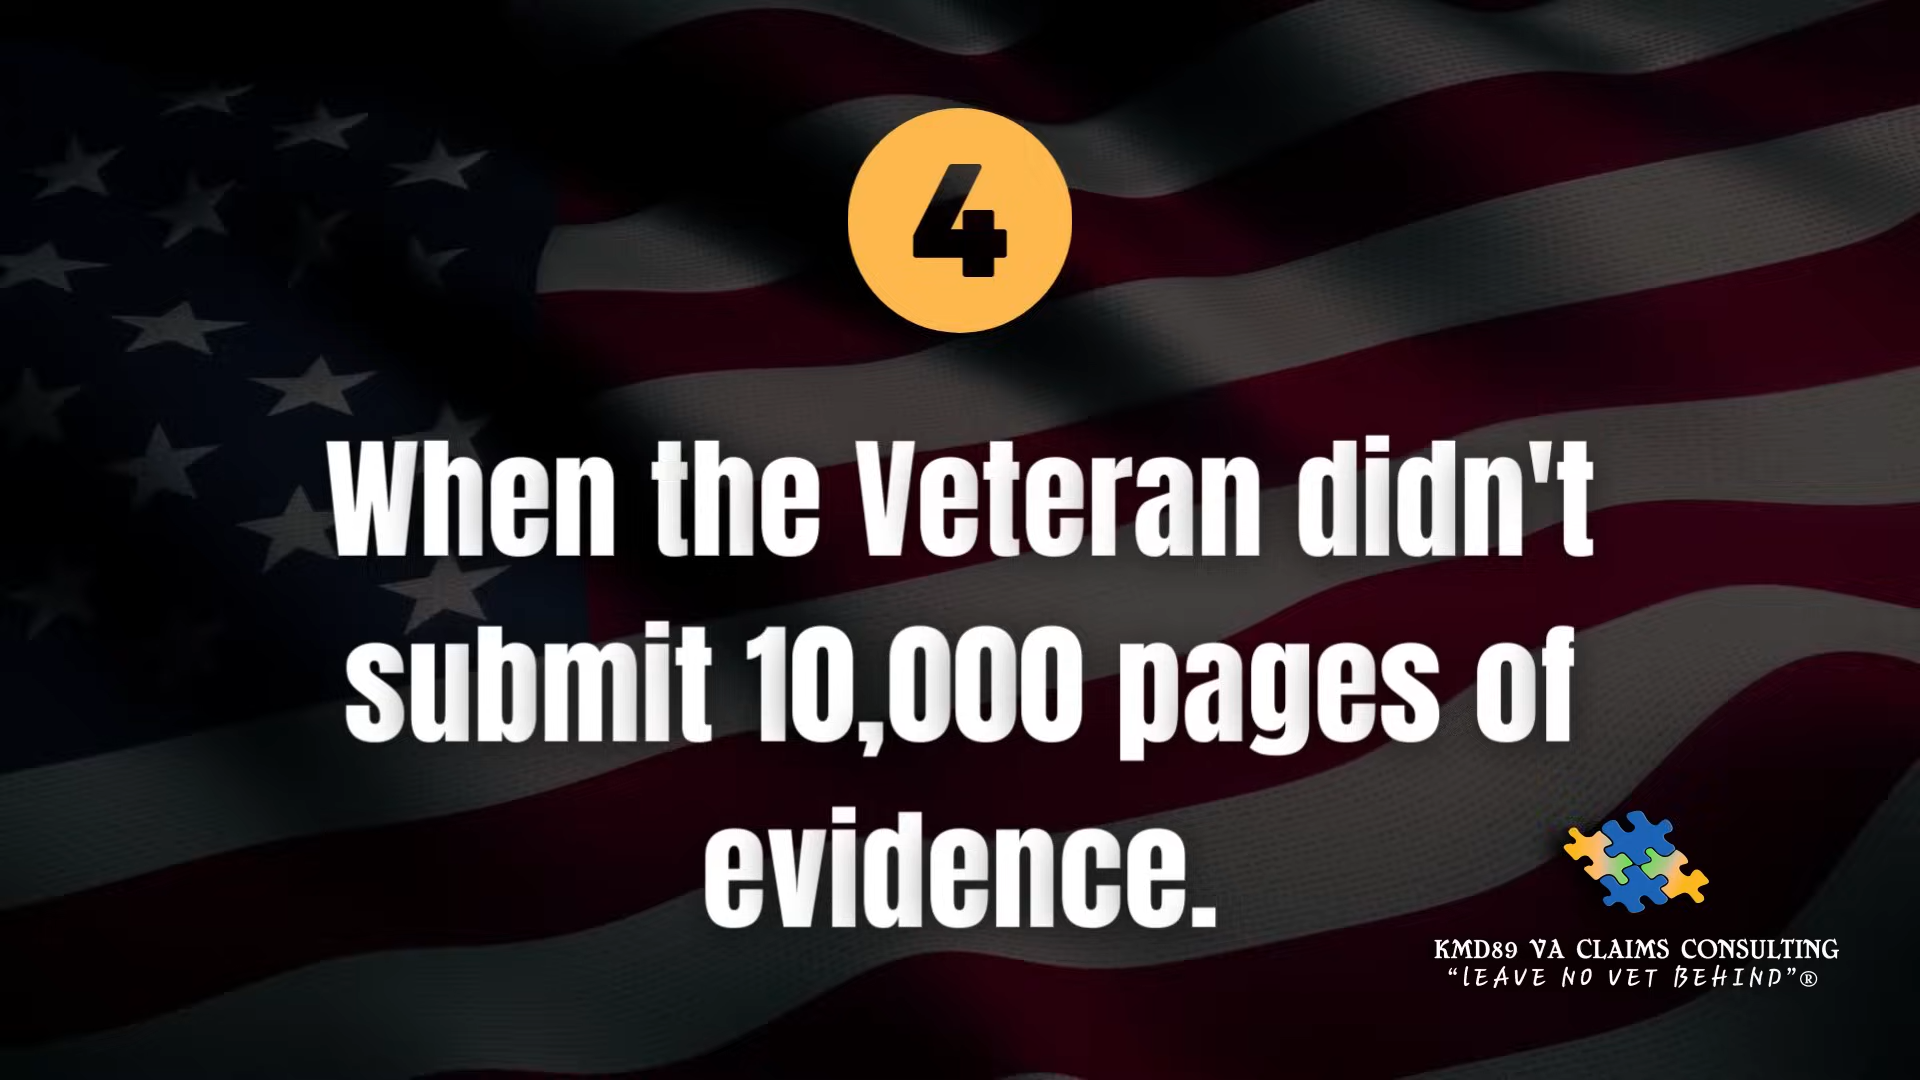 4
When the Veteran didn't
submit 10,000 pages of
evidence.
KMD89 VA CLAIMS CONSULTING
“LEAVE NO VET BEHIND”®